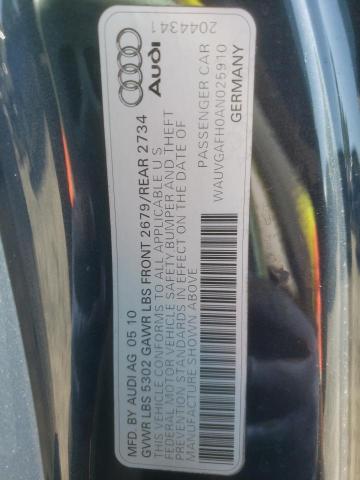 MFD. BY AUDI AG 05 10
GVWR LBS 5302 GAWR LBS FRONT 2679/REAR 2734
THIS VEHICLE CONFORMS TO ALL APPLICABLE U S
FEDERAL MOTOR VEHICLE SAFETY BUMPER AND THEFT
PREVENTION STANDARDS IN EFFECT ON THE DATE OF
MANUFACTURE SHOWN ABOVE
PASSENGER CAR
WAUVGAFH0AN025910
GERMANY
2044341
Audi